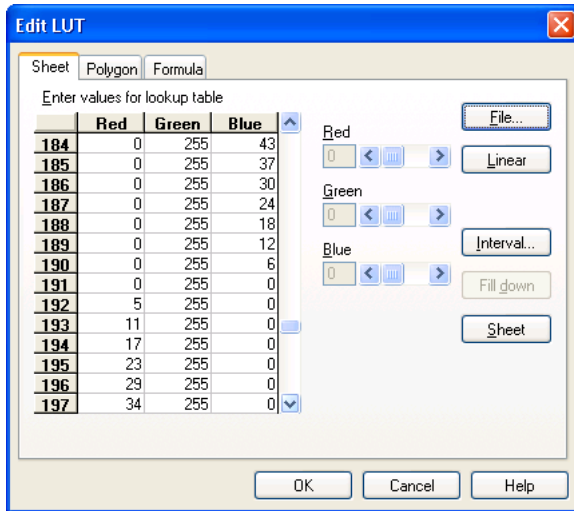 Edit LUT
Sheet Polygon Formula
Enter values for lookup table
Red Green Blue
184 0 255 43
185 0 255 37
186 0 255 30
187 0 255 24
188 0 255 18
189 0 255 12
190 0 255 6
191 0 255 0
192 5 255 0
193 11 255 0
194 17 255 0
195 23 255 0
196 29 255 0
197 34 255 0
Red
0
Green
0
Blue
0
File...
Linear
Interval...
Fill down
Sheet
OK Cancel Help